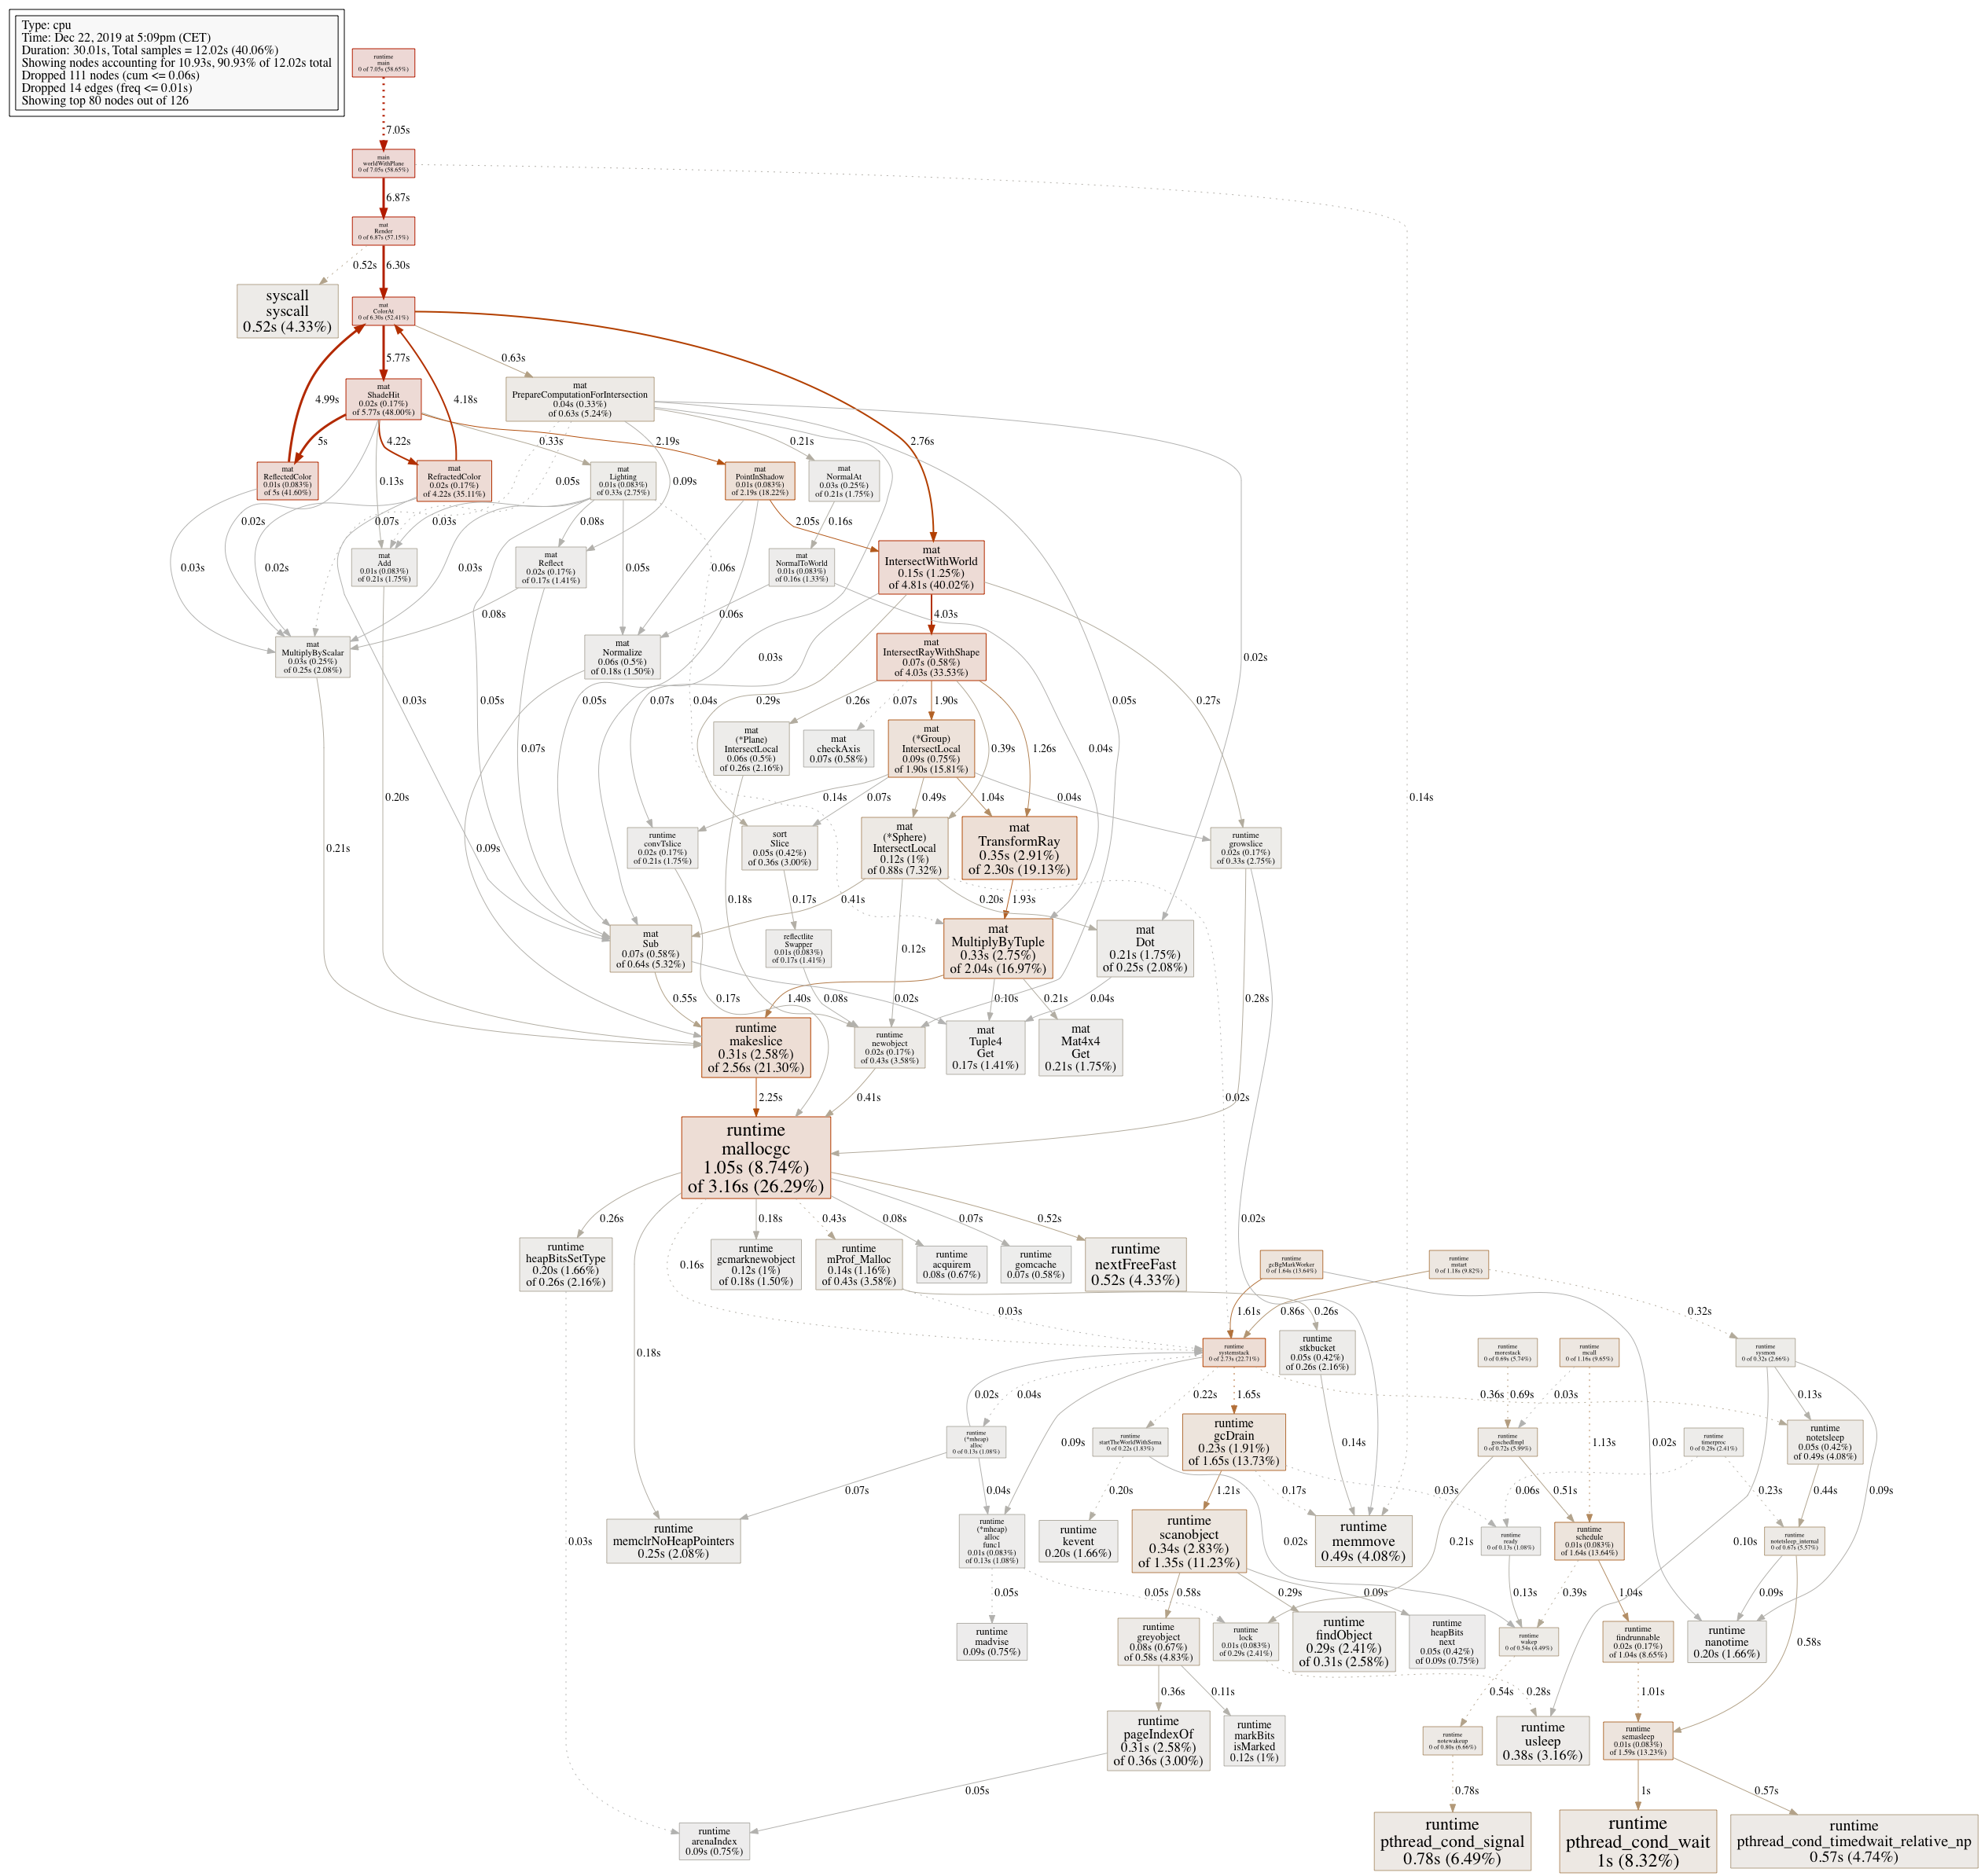 Type: cpu
Time: Dec 22, 2019 at 5:09pm (CET)
Duration: 30.01s, Total samples = 12.02s (40.06%)
Showing nodes accounting for 10.93s, 90.93% of 12.02s total
Dropped 111 nodes (cum <= 0.06s)
Dropped 14 edges (freq <= 0.01s)
Showing top 80 nodes out of 126
runtime
main
0 of 7.05s (58.65%)
7.05s
main
worldWithPlane
0 of 7.05s (58.65%)
6.87s
mat
Render
0 of 6.87s (57.15%)
0.52s
6.30s
syscall
syscall
0.52s (4.33%)
mat
ColorAt
0 of 6.30s (52.41%)
5.77s
0.63s
4.99s
4.18s
2.76s
mat
ShadeHit
0.02s (0.17%)
of 5.77s (48.00%)
mat
PrepareComputationForIntersection
0.04s (0.33%)
of 0.63s (5.24%)
5s
4.22s
0.33s
2.19s
0.21s
mat
ReflectedColor
0.01s (0.083%)
of 5s (41.60%)
0.13s
mat
RefractedColor
0.02s (0.17%)
of 4.22s (35.11%)
0.05s
mat
Lighting
0.01s (0.083%)
of 0.33s (2.75%)
0.09s
mat
PointInShadow
0.01s (0.083%)
of 2.19s (18.22%)
mat
NormalAt
0.03s (0.25%)
of 0.21s (1.75%)
0.02s
0.07s
0.03s
0.08s
2.05s
0.16s
mat
Add
0.01s (0.083%)
of 0.21s (1.75%)
mat
Reflect
0.02s (0.17%)
of 0.17s (1.41%)
mat
NormalToWorld
0.01s (0.083%)
of 0.16s (1.33%)
mat
IntersectWithWorld
0.15s (1.25%)
of 4.81s (40.02%)
0.03s
0.02s
0.03s
0.05s
0.06s
0.08s
0.06s
4.03s
mat
MultiplyByScalar
0.03s (0.25%)
of 0.25s (2.08%)
mat
Normalize
0.06s (0.5%)
of 0.18s (1.50%)
0.03s
mat
IntersectRayWithShape
0.07s (0.58%)
of 4.03s (33.53%)
0.02s
0.03s
0.05s
0.05s
0.07s
0.04s
0.29s
0.26s
0.07s
1.90s
0.05s
0.27s
mat
(*Plane)
IntersectLocal
0.06s (0.5%)
of 0.26s (2.16%)
mat
checkAxis
0.07s (0.58%)
mat
(*Group)
IntersectLocal
0.09s (0.75%)
of 1.90s (15.81%)
0.07s
0.39s
1.26s
0.04s
0.20s
0.14s
0.07s
0.49s
1.04s
0.04s
0.14s
runtime
convTslice
0.02s (0.17%)
of 0.21s (1.75%)
sort
Slice
0.05s (0.42%)
of 0.36s (3.00%)
mat
(*Sphere)
IntersectLocal
0.12s (1%)
of 0.88s (7.32%)
mat
TransformRay
0.35s (2.91%)
of 2.30s (19.13%)
runtime
growslice
0.02s (0.17%)
of 0.33s (2.75%)
0.21s
0.09s
0.18s
0.17s
0.41s
0.20s
1.93s
mat
Sub
0.07s (0.58%)
of 0.64s (5.32%)
reflectlite
Swapper
0.01s (0.083%)
of 0.17s (1.41%)
0.12s
mat
MultiplyByTuple
0.33s (2.75%)
of 2.04s (16.97%)
mat
Dot
0.21s (1.75%)
of 0.25s (2.08%)
0.55s
0.17s
1.40s
0.08s
0.02s
0.10s
0.21s
0.04s
0.28s
runtime
makeslice
0.31s (2.58%)
of 2.56s (21.30%)
runtime
newobject
0.02s (0.17%)
of 0.43s (3.58%)
mat
Tuple4
Get
0.17s (1.41%)
mat
Mat4x4
Get
0.21s (1.75%)
2.25s
0.41s
0.02s
runtime
mallocgc
1.05s (8.74%)
of 3.16s (26.29%)
0.26s
0.18s
0.43s
0.08s
0.07s
0.52s
0.02s
runtime
heapBitsSetType
0.20s (1.66%)
of 0.26s (2.16%)
0.16s
runtime
gcmarknewobject
0.12s (1%)
of 0.18s (1.50%)
runtime
mProf_Malloc
0.14s (1.16%)
of 0.43s (3.58%)
runtime
acquirem
0.08s (0.67%)
runtime
gomcache
0.07s (0.58%)
runtime
nextFreeFast
0.52s (4.33%)
runtime
gcBgMarkWorker
0 of 1.64s (13.64%)
runtime
mstart
0 of 1.18s (9.82%)
0.03s
1.61s
0.86s
0.26s
0.32s
0.18s
runtime
systemstack
0 of 2.73s (22.71%)
runtime
stkbucket
0.05s (0.42%)
of 0.26s (2.16%)
runtime
morestack
0 of 0.69s (5.74%)
runtime
mcall
0 of 1.16s (9.65%)
runtime
sysmon
0 of 0.32s (2.66%)
0.02s
0.04s
0.22s
1.65s
0.36s
0.69s
0.03s
0.13s
runtime
(*mheap)
alloc
0 of 0.13s (1.08%)
0.09s
runtime
startTheWorldWithSema
0 of 0.22s (1.83%)
runtime
gcDrain
0.23s (1.91%)
of 1.65s (13.73%)
0.14s
runtime
goschedImpl
0 of 0.72s (5.99%)
1.13s
0.02s
runtime
timerproc
0 of 0.29s (2.41%)
runtime
notetsleep
0.05s (0.42%)
of 0.49s (4.08%)
0.07s
0.04s
0.20s
1.21s
0.17s
0.03s
0.06s
0.51s
0.23s
0.44s
0.09s
runtime
memclrNoHeapPointers
0.25s (2.08%)
0.03s
runtime
(*mheap)
alloc
func1
0.01s (0.083%)
of 0.13s (1.08%)
runtime
kevent
0.20s (1.66%)
runtime
scanobject
0.34s (2.83%)
of 1.35s (11.23%)
0.02s
runtime
memmove
0.49s (4.08%)
0.21s
runtime
ready
0 of 0.13s (1.08%)
runtime
schedule
0.01s (0.083%)
of 1.64s (13.64%)
0.10s
runtime
notetsleep_internal
0 of 0.67s (5.57%)
0.05s
0.05s
0.58s
0.29s
0.09s
0.13s
0.39s
1.04s
0.09s
runtime
madvise
0.09s (0.75%)
runtime
greyobject
0.08s (0.67%)
of 0.58s (4.83%)
runtime
lock
0.01s (0.083%)
of 0.29s (2.41%)
runtime
findObject
0.29s (2.41%)
of 0.31s (2.58%)
runtime
heapBits
next
0.05s (0.42%)
of 0.09s (0.75%)
runtime
wakep
0 of 0.54s (4.49%)
runtime
findrunnable
0.02s (0.17%)
of 1.04s (8.65%)
runtime
nanotime
0.20s (1.66%)
0.58s
0.36s
0.11s
0.54s
0.28s
1.01s
runtime
pageIndexOf
0.31s (2.58%)
of 0.36s (3.00%)
runtime
markBits
isMarked
0.12s (1%)
runtime
notewakeup
0 of 0.80s (6.66%)
runtime
usleep
0.38s (3.16%)
runtime
semasleep
0.01s (0.083%)
of 1.59s (13.23%)
0.05s
0.78s
1s
0.57s
runtime
arenaIndex
0.09s (0.75%)
runtime
pthread_cond_signal
0.78s (6.49%)
runtime
pthread_cond_wait
1s (8.32%)
runtime
pthread_cond_timedwait_relative_np
0.57s (4.74%)